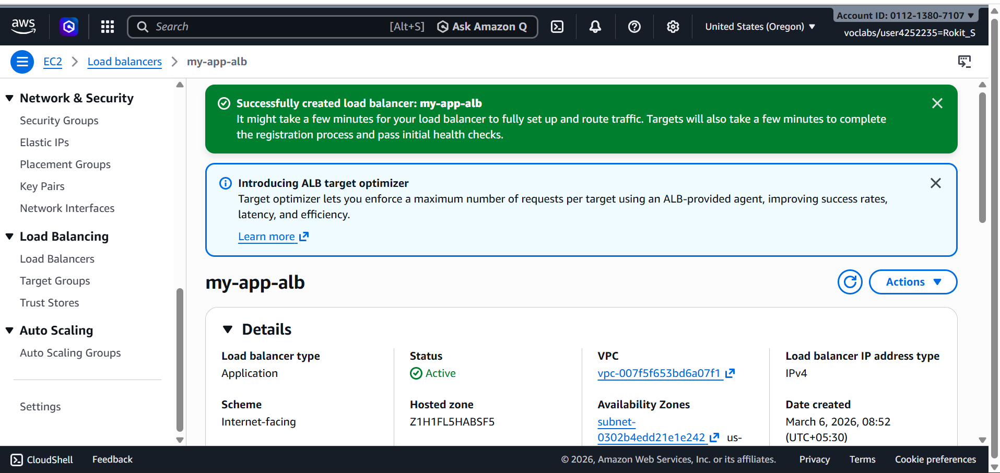 aws
Search [Alt+S] Ask Amazon Q
United States (Oregon)
Account ID: 0112-1380-7107
voclabs/user4252235=Rokit_S
EC2 Load balancers my-app-alb
Network & Security
Security Groups
Elastic IPs
Placement Groups
Key Pairs
Network Interfaces
Load Balancing
Load Balancers
Target Groups
Trust Stores
Auto Scaling
Auto Scaling Groups
Settings
Successfully created load balancer: my-app-alb
It might take a few minutes for your load balancer to fully set up and route traffic. Targets will also take a few minutes to complete
the registration process and pass initial health checks.
Introducing ALB target optimizer
Target optimizer lets you enforce a maximum number of requests per target using an ALB-provided agent, improving success rates,
latency, and efficiency.
Learn more
my-app-alb
Actions
Details
Load balancer type
Application
Status
Active
VPC
vpc-007f5f653bd6a07f1
Load balancer IP address type
IPv4
Scheme
Internet-facing
Hosted zone
Z1H1FL5HABSF5
Availability Zones
subnet-
0302b4edd21e1e242 us-
Date created
March 6, 2026, 08:52
(UTC+05:30)
CloudShell Feedback
© 2026, Amazon Web Services, Inc. or its affiliates. Privacy Terms Cookie preferences